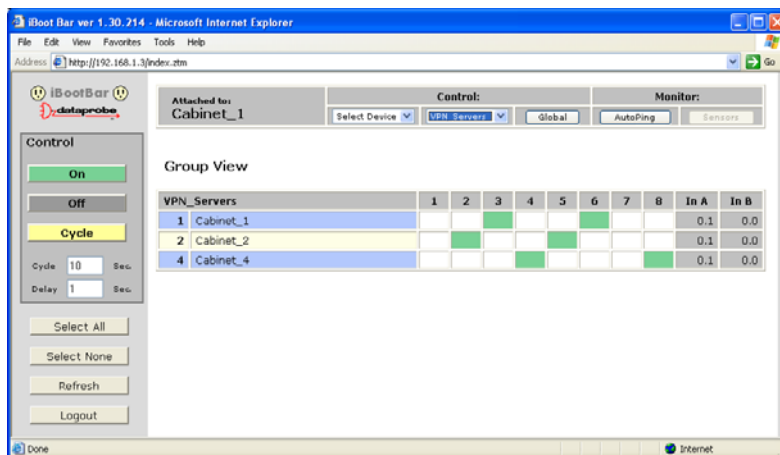 iBoot Bar ver 1.30.214 - Microsoft Internet Explorer
File Edit View Favorites Tools Help
Address http://192.168.1.3/index.ztm Go
iBootBar
dataprobe
Attached to:
Cabinet_1
Control:
Monitor:
Select Device VPN Servers Global AutoPing Sensors
Control
On
Off
Cycle
Cycle 10 Sec.
Delay 1 Sec.
Select All
Select None
Refresh
Logout
Group View
VPN_Servers 1 2 3 4 5 6 7 8 In A In B
1 Cabinet_1 0.1 0.0
2 Cabinet_2 0.1 0.0
4 Cabinet_4 0.1 0.0
Done Internet